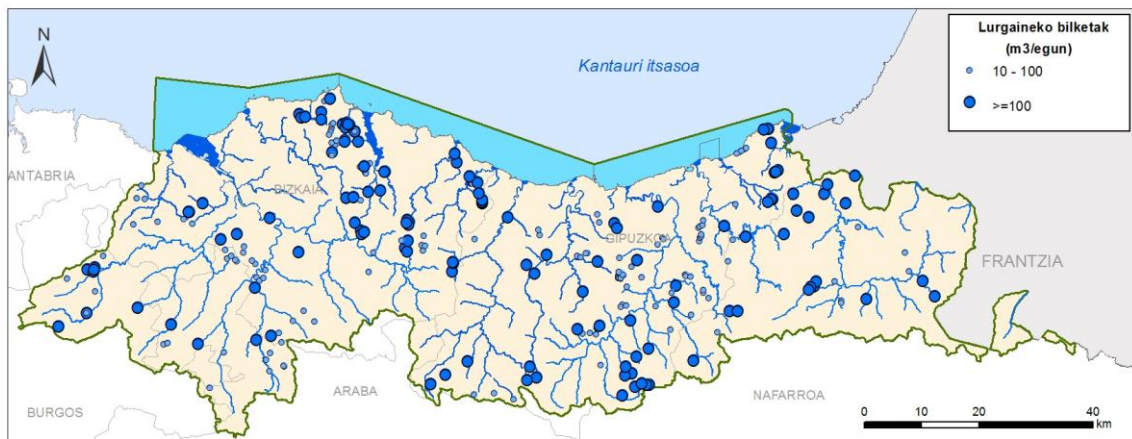 N
Kantauri itsasoa
Lurgaineko bilketak
(m3/egun)
10 - 100
>=100
ANTABRIA
BIZKAIA
GIPUZKOA
FRANTZIA
BURGOS
ARABA
NAFARROA
0 10 20 40
km